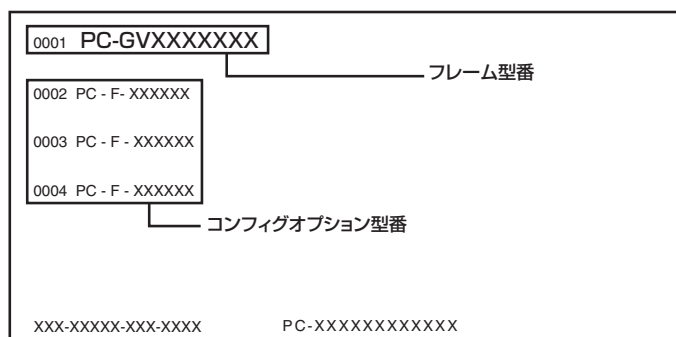 0001 PC-GVXXXXXXX
フレーム型番
0002 PC - F- XXXXXX
0003 PC - F - XXXXXX
0004 PC - F - XXXXXX
コンフィグオプション型番
XXX-XXXXX-XXX-XXXX PC-XXXXXXXXXXXX